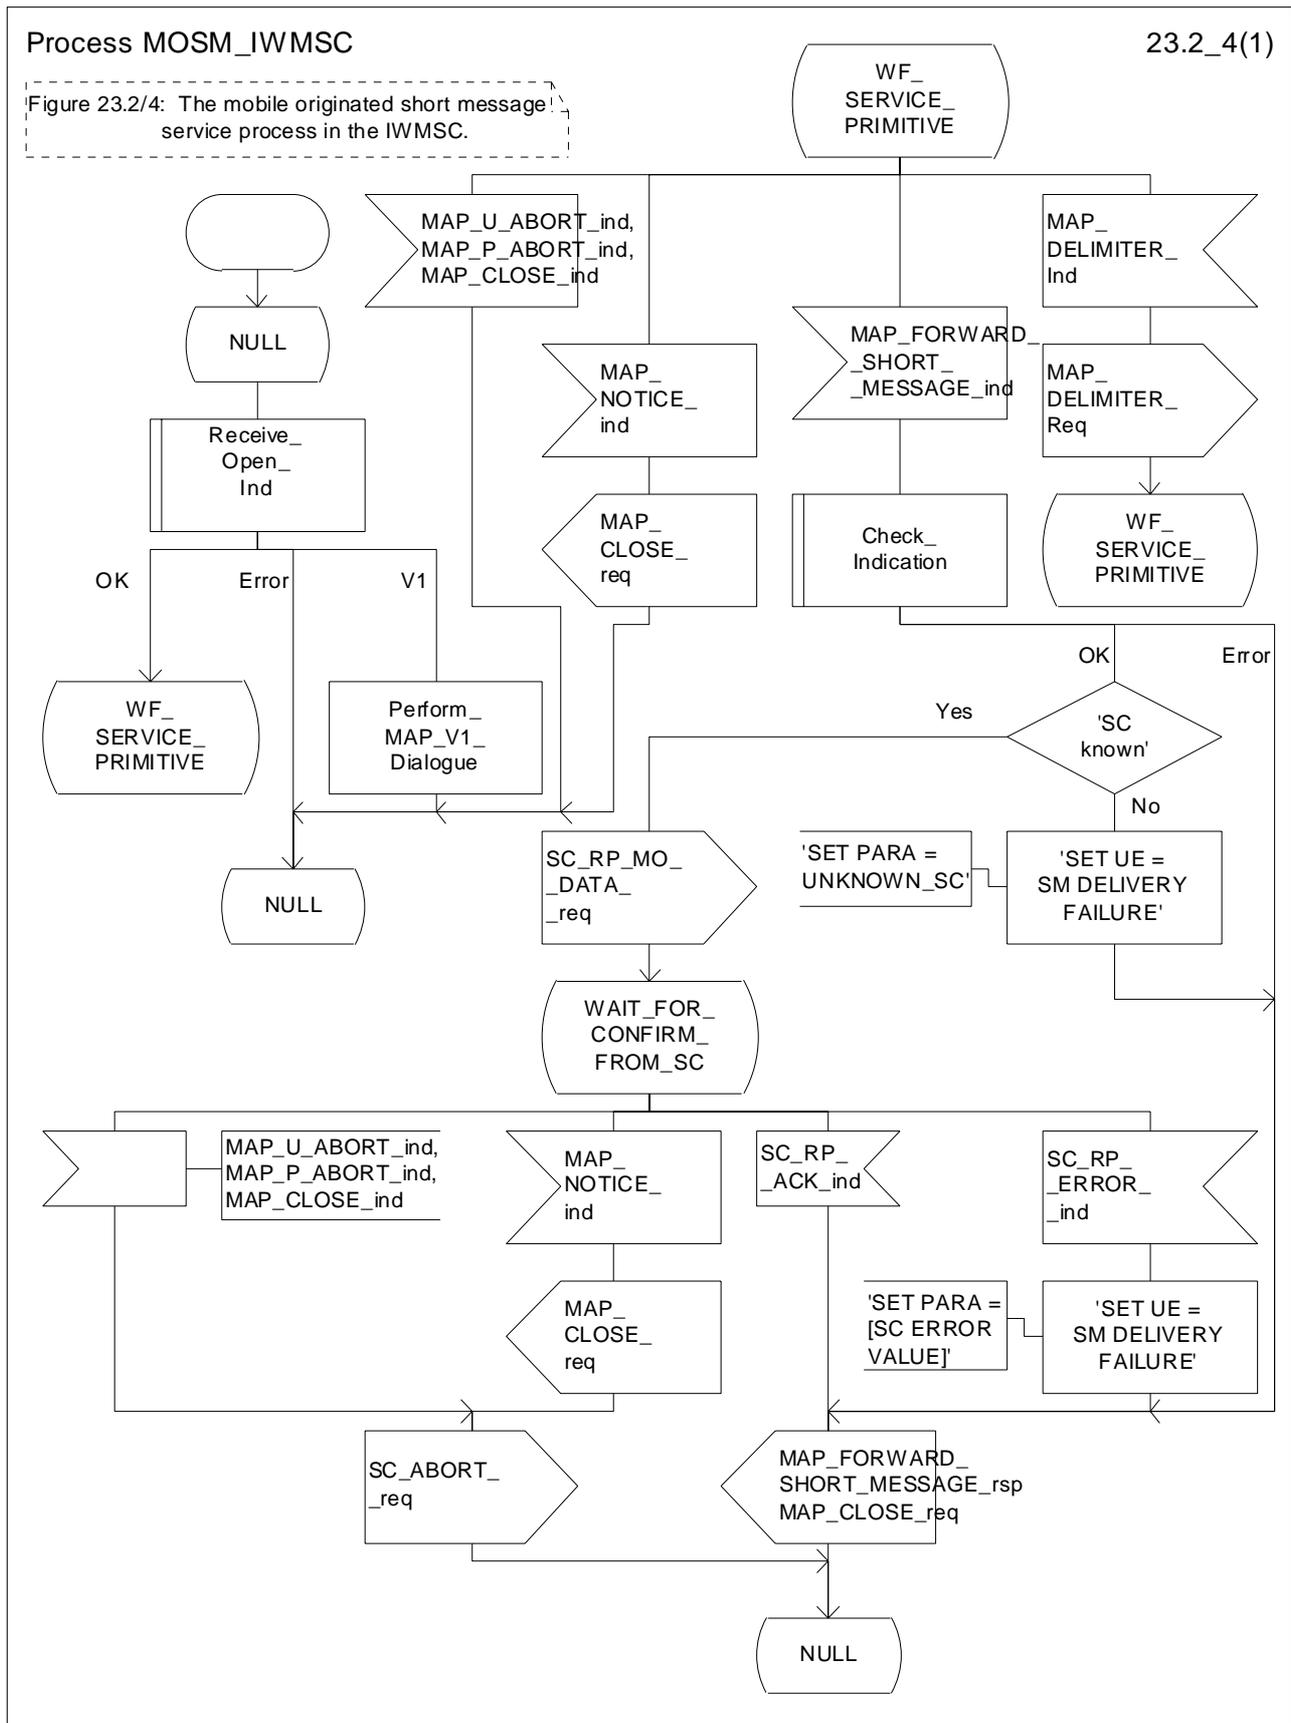 Process MOSM_IWMSC
23.2_4(1)
Figure 23.2/4: The mobile originated short message
service process in the IWMSC.
WF_
SERVICE_
PRIMITIVE
MAP_U_ABORT_ind,
MAP_P_ABORT_ind,
MAP_CLOSE_ind
MAP_
DELIMITER_
Ind
NULL
MAP_
NOTICE_
ind
MAP_FORWARD_
_SHORT_
_MESSAGE_ind
MAP_
DELIMITER_
Req
Receive_
Open_
Ind
MAP_
CLOSE_
req
Check_
Indication
WF_
SERVICE_
PRIMITIVE
OK
Error
V1
OK
Error
WF_
SERVICE_
PRIMITIVE
Perform_
MAP_V1_
Dialogue
Yes
'SC
known'
No
NULL
SC_RP_MO_
_DATA_
_req
'SET PARA =
UNKNOWN_SC'
'SET UE =
SM DELIVERY
FAILURE'
WAIT_FOR_
CONFIRM_
FROM_SC
MAP_U_ABORT_ind,
MAP_P_ABORT_ind,
MAP_CLOSE_ind
MAP_
NOTICE_
ind
SC_RP_
_ACK_ind
SC_RP_
_ERROR_
_ind
MAP_
CLOSE_
req
'SET PARA =
[SC ERROR
VALUE]'
'SET UE =
SM DELIVERY
FAILURE'
SC_ABORT_
_req
MAP_FORWARD_
SHORT_MESSAGE_rsp
MAP_CLOSE_req
NULL